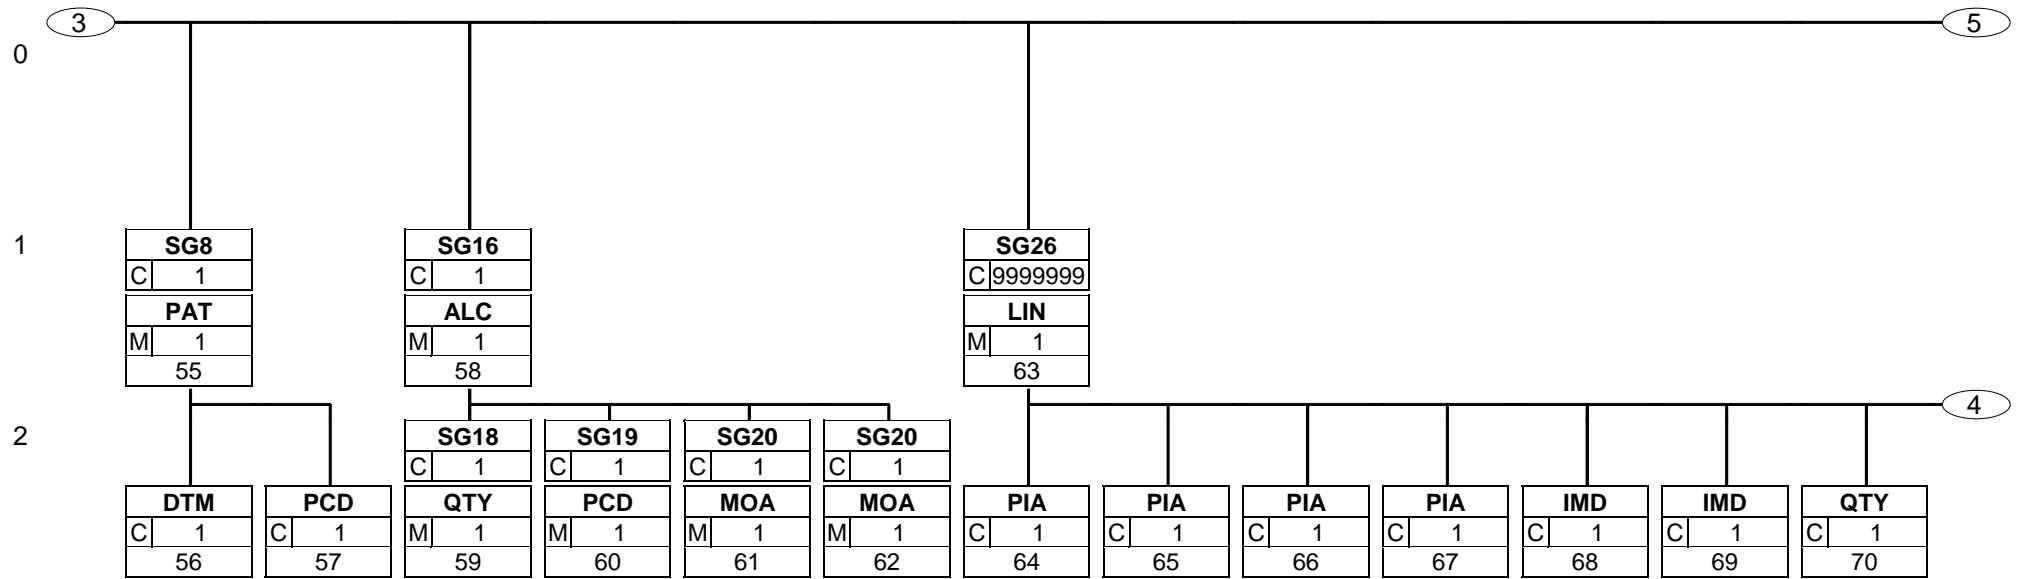 3 5
0
1 SG8 SG16 SG26
C 1 C 1 C 9999999
PAT ALC LIN
M 1 M 1 M 1
55 58 63
4
2 SG18 SG19 SG20 SG20
C 1 C 1 C 1 C 1
DTM PCD QTY PCD MOA MOA PIA PIA PIA PIA IMD IMD QTY
C 1 C 1 M 1 M 1 M 1 M 1 C 1 C 1 C 1 C 1 C 1 C 1 C 1
56 57 59 60 61 62 64 65 66 67 68 69 70